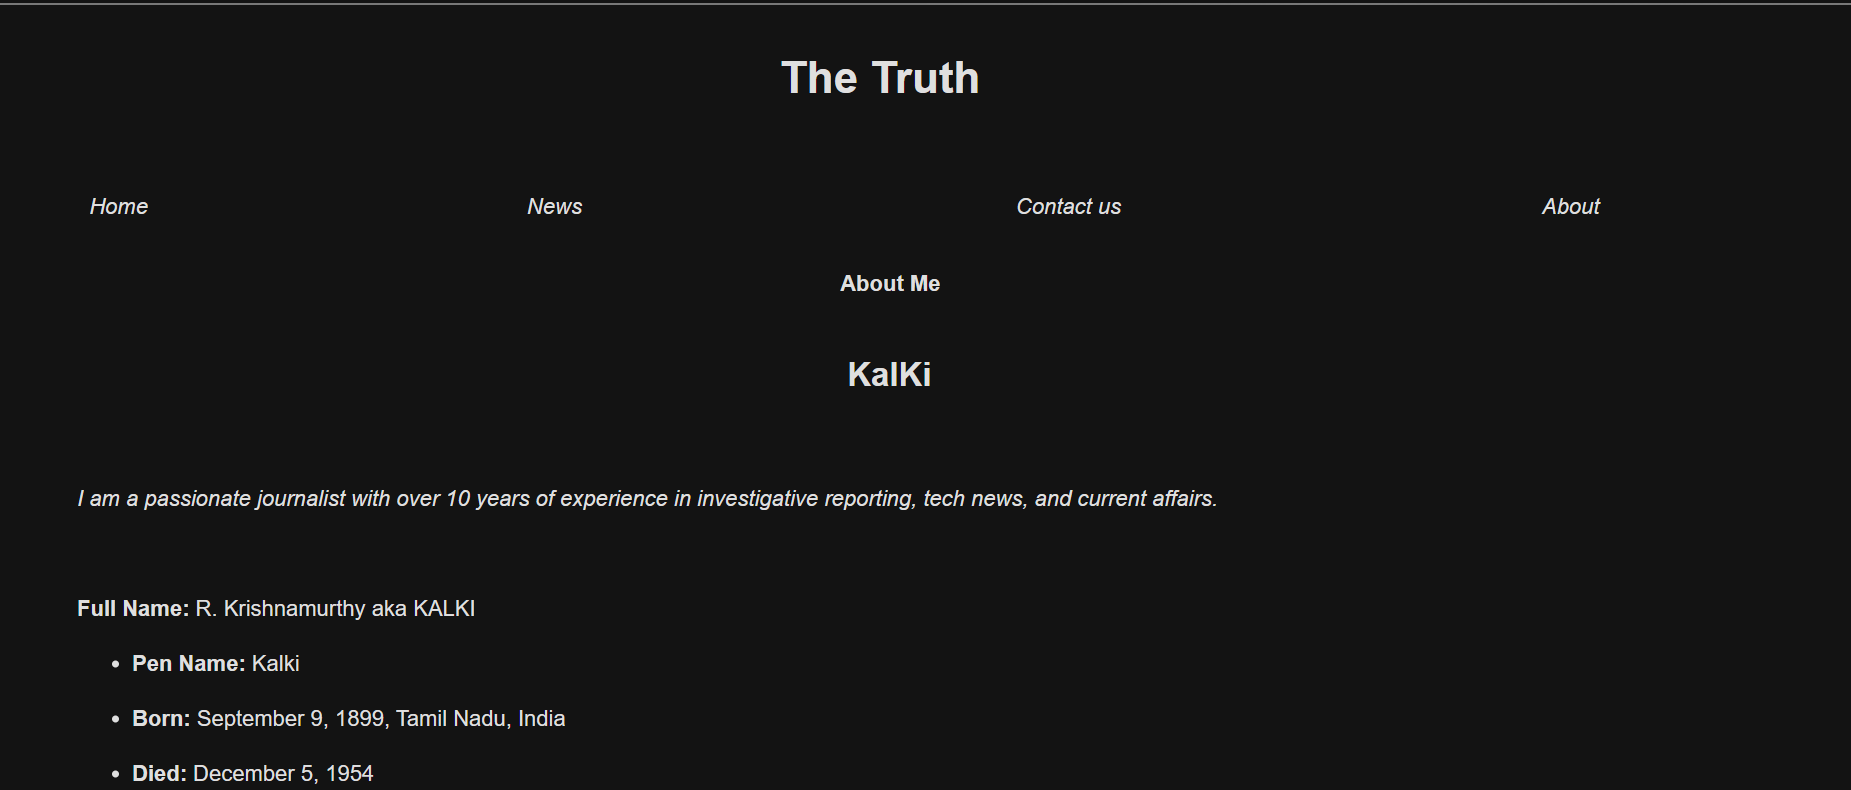 The Truth
Home News Contact us About
About Me
KalKi
I am a passionate journalist with over 10 years of experience in investigative reporting, tech news, and current affairs.
Full Name: R. Krishnamurthy aka KALKI
• Pen Name: Kalki
• Born: September 9, 1899, Tamil Nadu, India
• Died: December 5, 1954